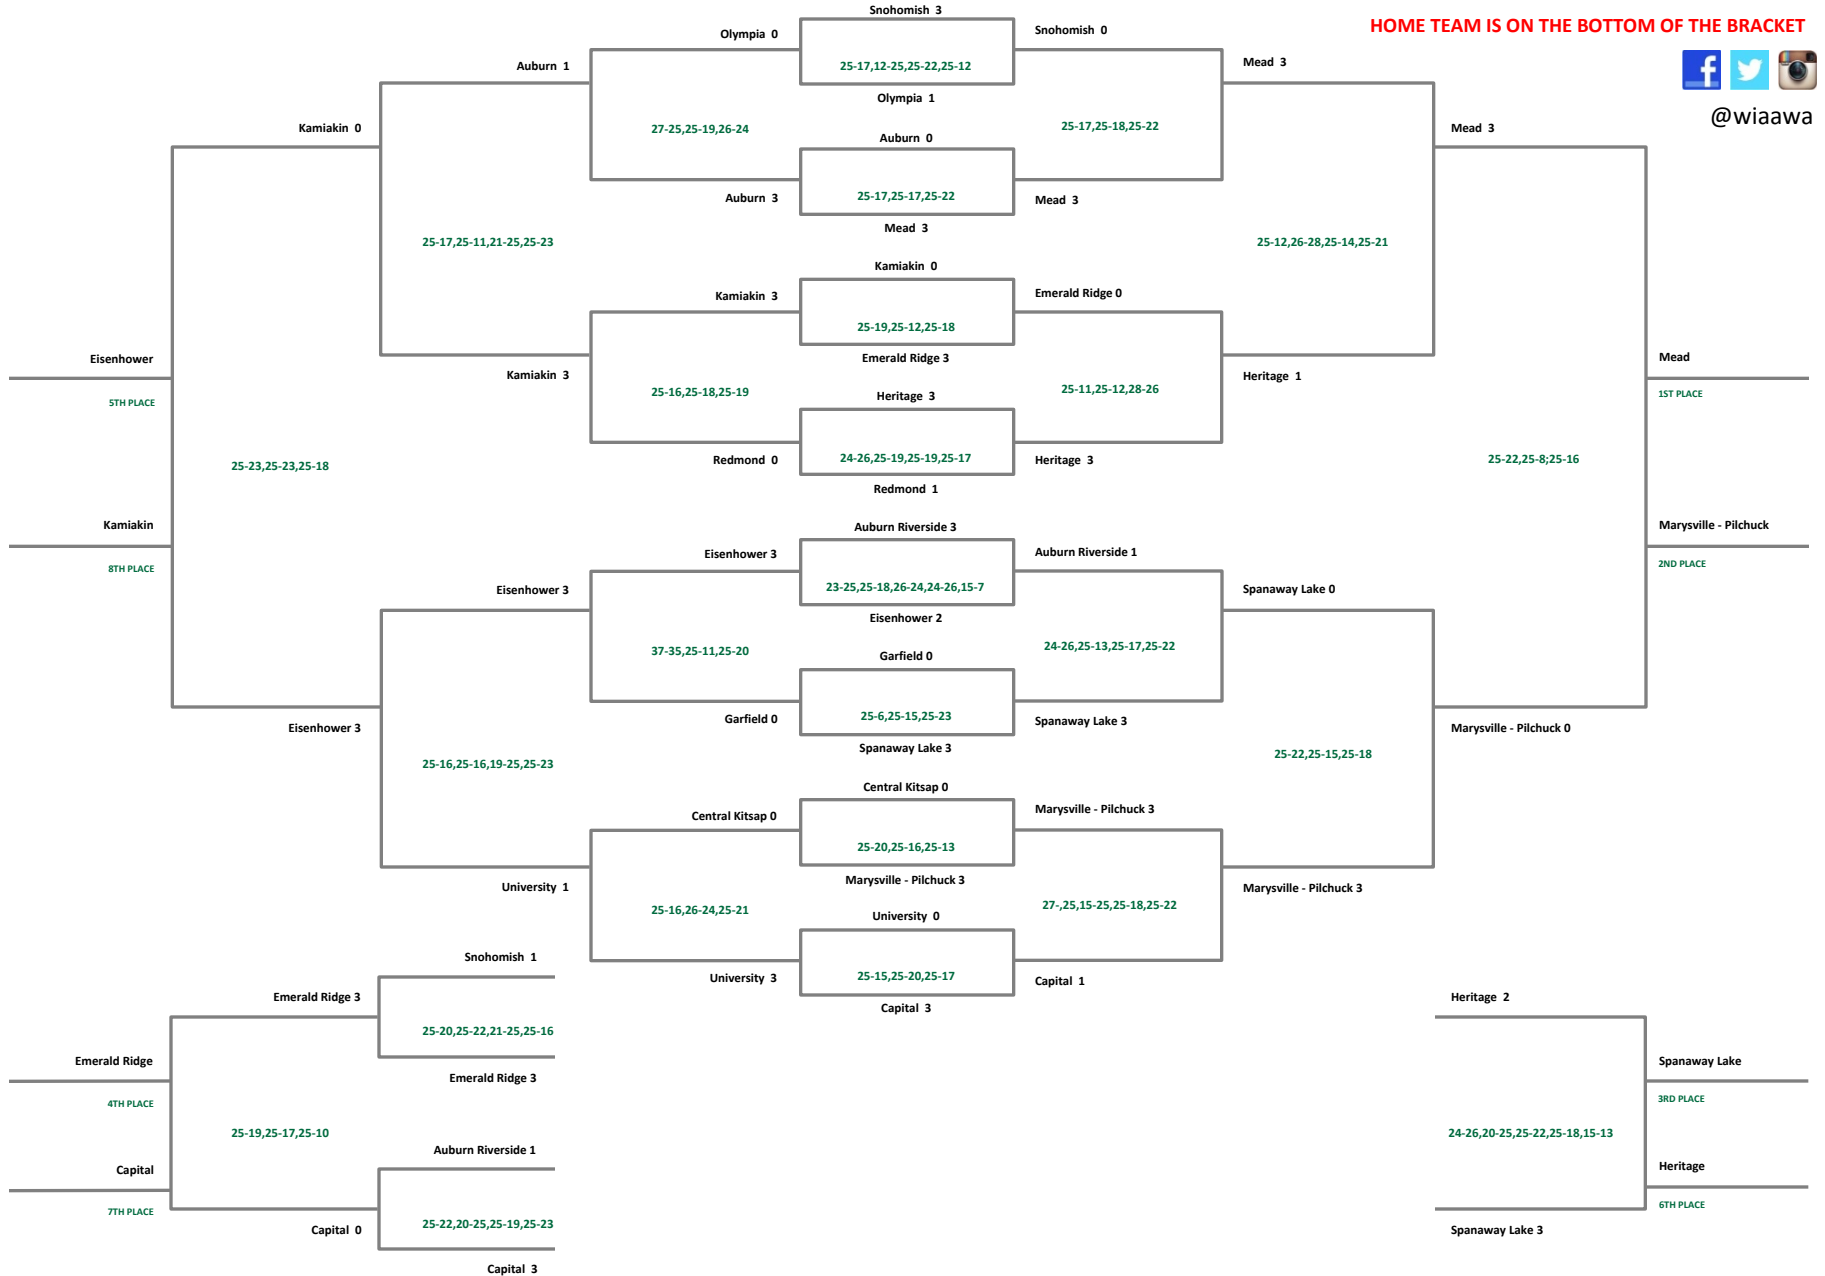 Snohomish 3
HOME TEAM IS ON THE BOTTOM OF THE BRACKET
Olympia 0
Snohomish 0
Auburn 1
25-17,12-25,25-22,25-12
Mead 3
Olympia 1
@wiaawa
Kamiakin 0
27-25,25-19,26-24
25-17,25-18,25-22
Mead 3
Auburn 0
Auburn 3
25-17,25-17,25-22
Mead 3
Mead 3
25-17,25-11,21-25,25-23
25-12,26-28,25-14,25-21
Kamiakin 0
Kamiakin 3
Emerald Ridge 0
25-19,25-12,25-18
Eisenhower
Emerald Ridge 3
Mead
Kamiakin 3
Heritage 1
5TH PLACE
25-16,25-18,25-19
Heritage 3
25-11,25-12,28-26
1ST PLACE
Redmond 0
24-26,25-19,25-19,25-17
Heritage 3
25-23,25-23,25-18
25-22,25-8;25-16
Redmond 1
Kamiakin
Auburn Riverside 3
Marysville - Pilchuck
Eisenhower 3
Auburn Riverside 1
8TH PLACE
2ND PLACE
Eisenhower 3
23-25,25-18,26-24,24-26,15-7
Spanaway Lake 0
Eisenhower 2
37-35,25-11,25-20
Garfield 0
24-26,25-13,25-17,25-22
Garfield 0
25-6,25-15,25-23
Spanaway Lake 3
Eisenhower 3
Marysville - Pilchuck 0
Spanaway Lake 3
25-16,25-16,19-25,25-23
25-22,25-15,25-18
Central Kitsap 0
Central Kitsap 0
Marysville - Pilchuck 3
25-20,25-16,25-13
University 1
Marysville - Pilchuck 3
Marysville - Pilchuck 3
25-16,26-24,25-21
University 0
27-,25,15-25,25-18,25-22
Snohomish 1
University 3
25-15,25-20,25-17
Capital 1
Emerald Ridge 3
Capital 3
Heritage 2
25-20,25-22,21-25,25-16
Emerald Ridge
Emerald Ridge 3
Spanaway Lake
4TH PLACE
3RD PLACE
25-19,25-17,25-10
24-26,20-25,25-22,25-18,15-13
Auburn Riverside 1
Capital
Heritage
7TH PLACE
6TH PLACE
Capital 0
25-22,20-25,25-19,25-23
Spanaway Lake 3
Capital 3